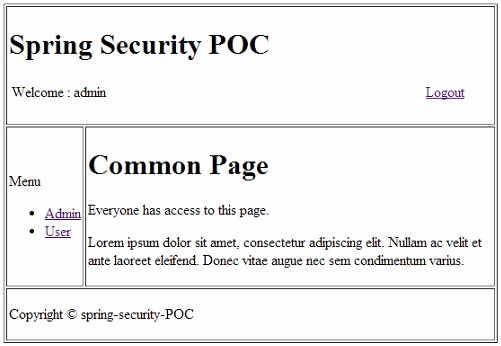 Spring Security POC
Welcome : admin
Logout
Menu
Admin
User
Common Page
Everyone has access to this page.
Lorem ipsum dolor sit amet, consectetur adipiscing elit. Nullam ac velit et
ante laoreet eleifend. Donec vitae augue nec sem condimentum varius.
Copyright © spring-security-POC